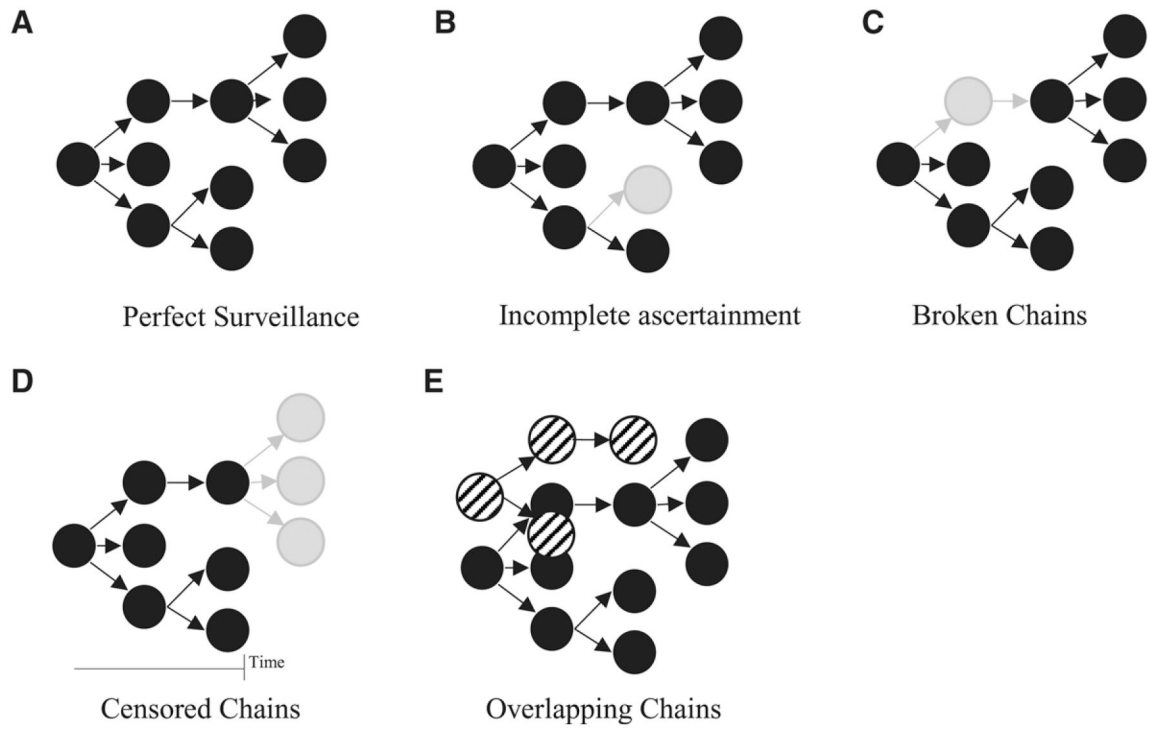 A
B
C
Perfect Surveillance
Incomplete ascertainment
Broken Chains
D
E
Time
Censored Chains
Overlapping Chains